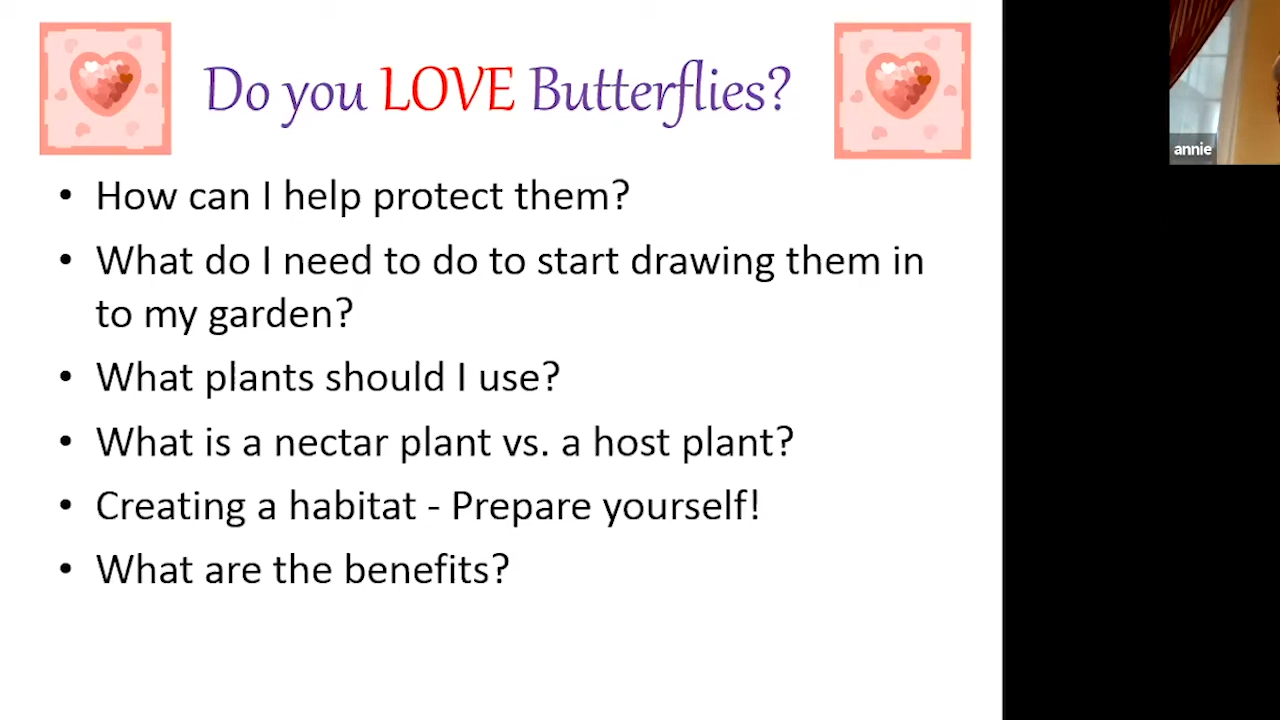 Do you LOVE Butterflies?
• How can I help protect them?
• What do I need to do to start drawing them in
to my garden?
• What plants should I use?
• What is a nectar plant vs. a host plant?
• Creating a habitat - Prepare yourself!
• What are the benefits?
annie